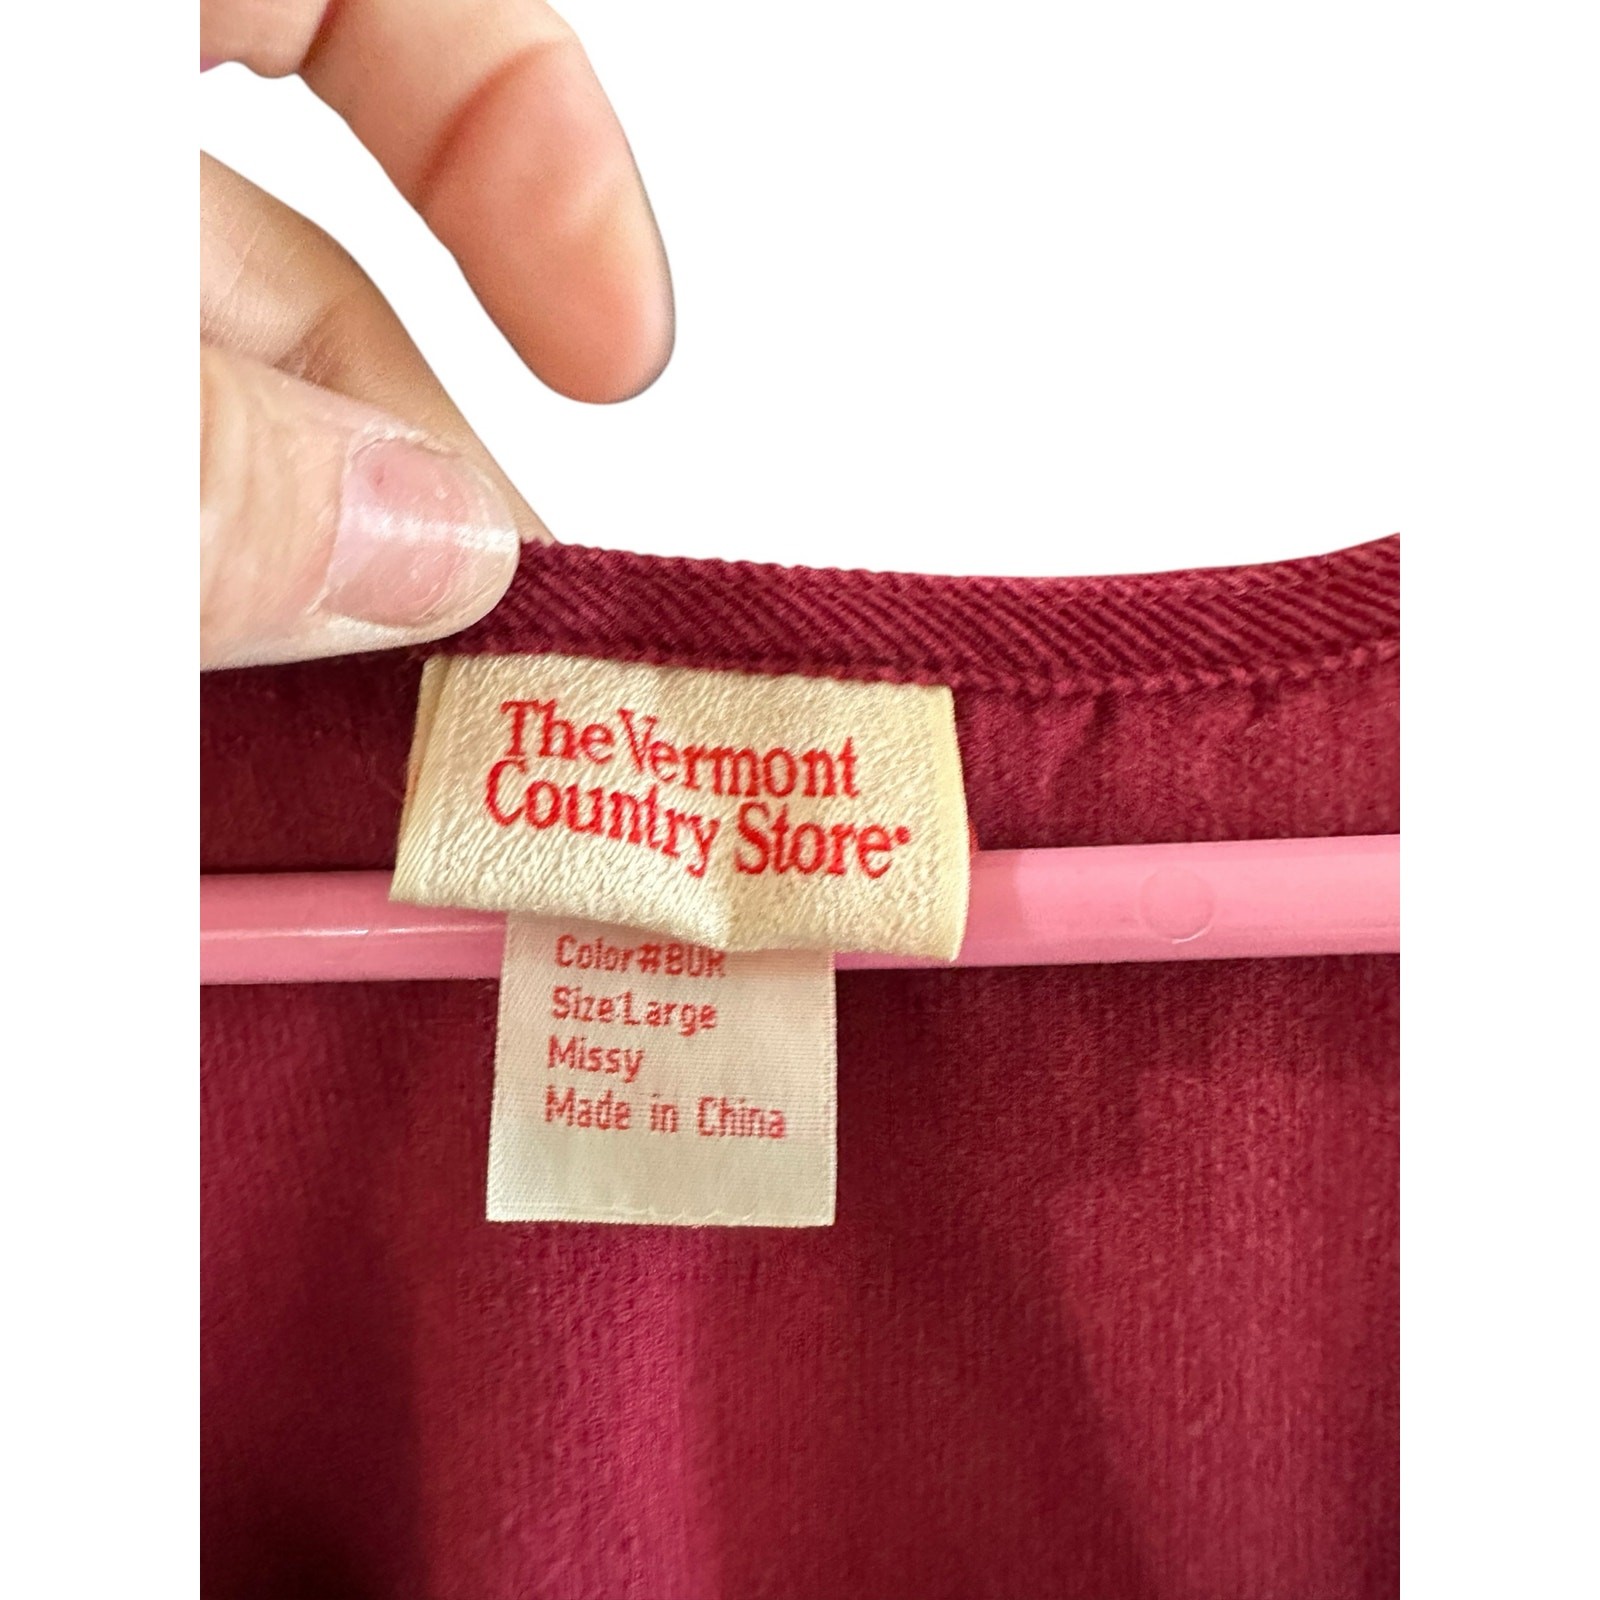 The Vermont
Country Store®
Color#BUR
Size:Large
Missy
Made in China